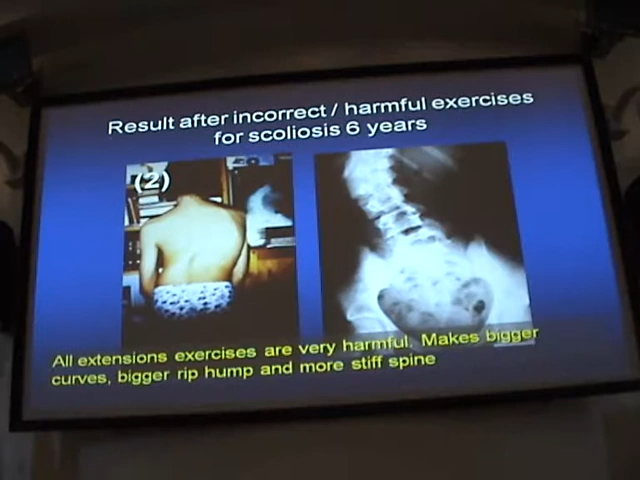 Result after incorrect / harmful exercises
for scoliosis 6 years
(2)
All extensions exercises are very harmful. Makes bigger
curves, bigger rip hump and more stiff spine